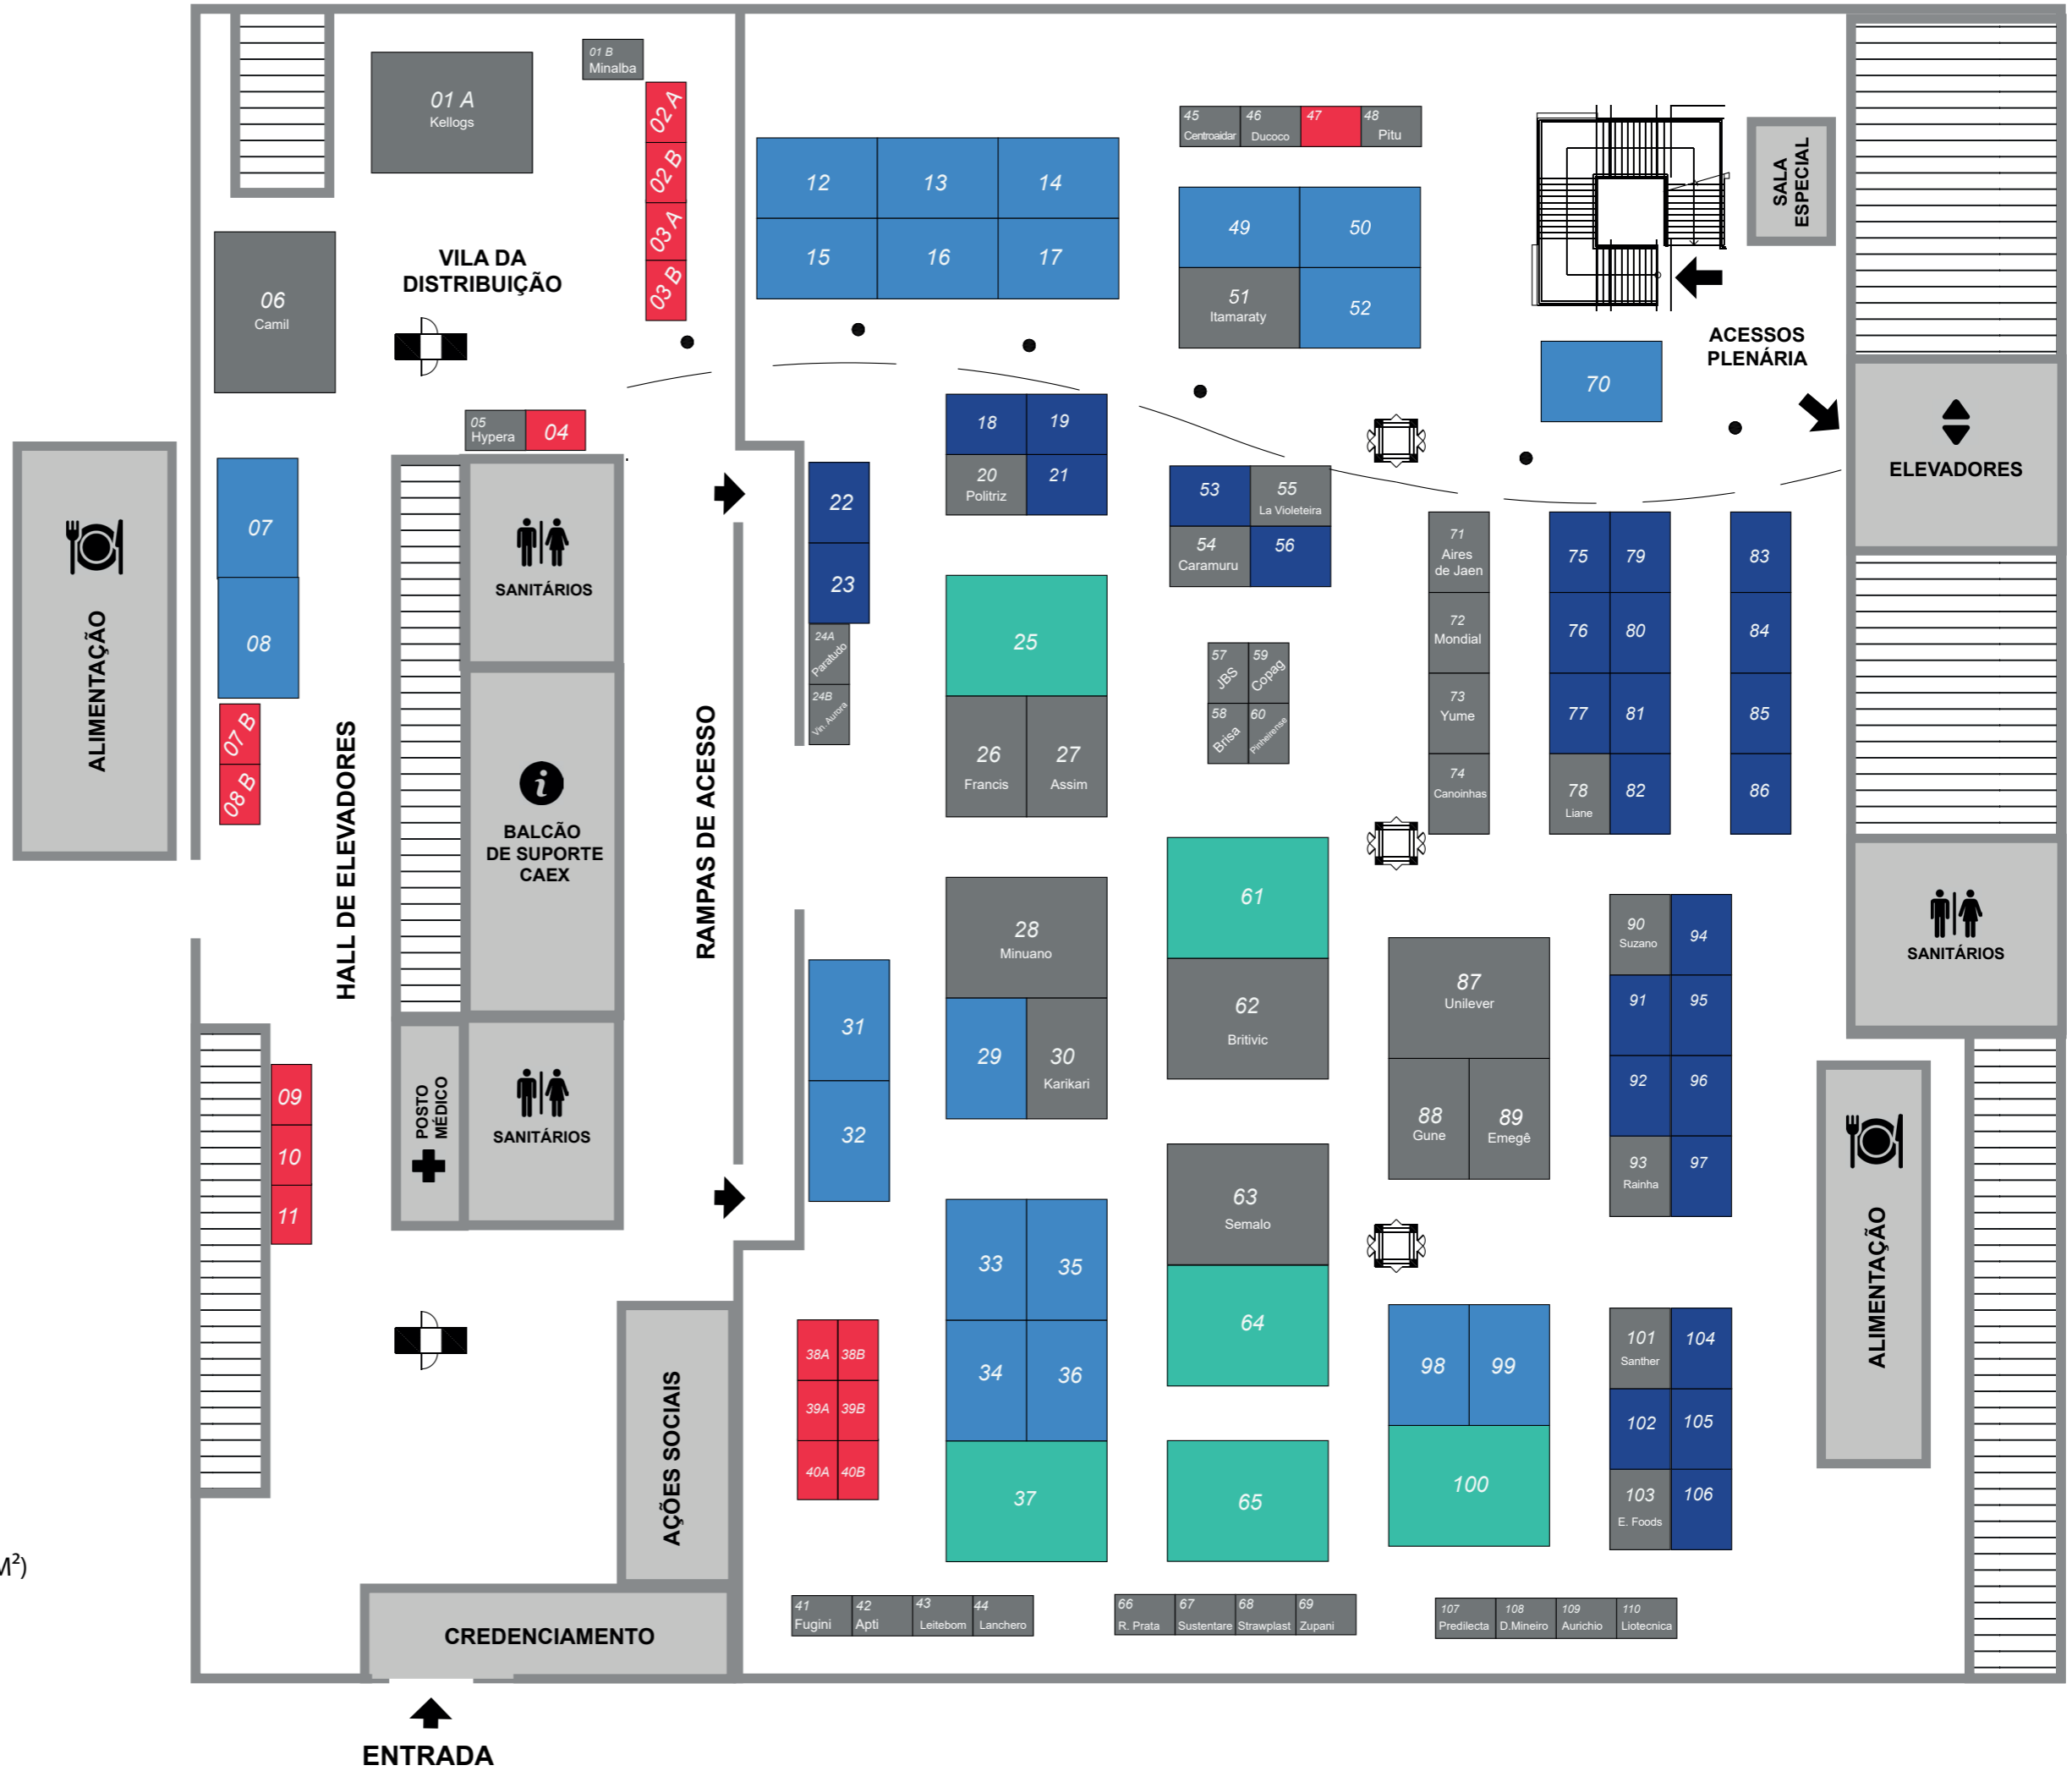 01 A
Kellogs
01 B
Minalba
02 A
02 B
03 A
03 B
VILA DA
DISTRIBUIÇÃO
06
Camil
05
Hypera
04
07
08
07 B
08 B
ALIMENTAÇÃO
HALL DE ELEVADORES
SANITÁRIOS
BALCÃO
DE SUPORTE
CAEX
POSTO
MÉDICO
SANITÁRIOS
RAMPAS DE ACESSO
09
10
11
AÇÕES SOCIAIS
CREDENCIAMENTO
ENTRADA
M²)
12
13
14
15
16
17
18
19
20
Politriz
21
22
23
24A
Paratudo
24B
Vin. Aurora
25
26
Francis
27
Assim
28
Minuano
29
30
Karikari
31
32
33
35
34
36
37
38A
38B
39A
39B
40A
40B
41
Fugini
42
Apti
43
Leitebom
44
Lanchero
45
Centroaidar
46
Ducoco
47
48
Pitu
49
50
51
Itamaraty
52
53
55
La Violeteira
54
Caramuru
56
57
JBS
59
Copag
58
Brisa
60
Pinheirense
61
62
Britivic
63
Semalo
64
65
66
R. Prata
67
Sustentare
68
Strawplast
69
Zupani
SALA
ESPECIAL
ACESSOS
PLENÁRIA
70
ELEVADORES
71
Aires
de Jaen
72
Mondial
73
Yume
74
Canoinhas
75
79
76
80
77
81
78
Liane
82
83
84
85
86
SANITÁRIOS
87
Unilever
88
Gune
89
Emegê
90
Suzano
94
91
95
92
96
93
Rainha
97
ALIMENTAÇÃO
98
99
100
101
Santher
104
102
105
103
E. Foods
106
107
Predilecta
108
D.Mineiro
109
Aurichio
110
Liotecnica